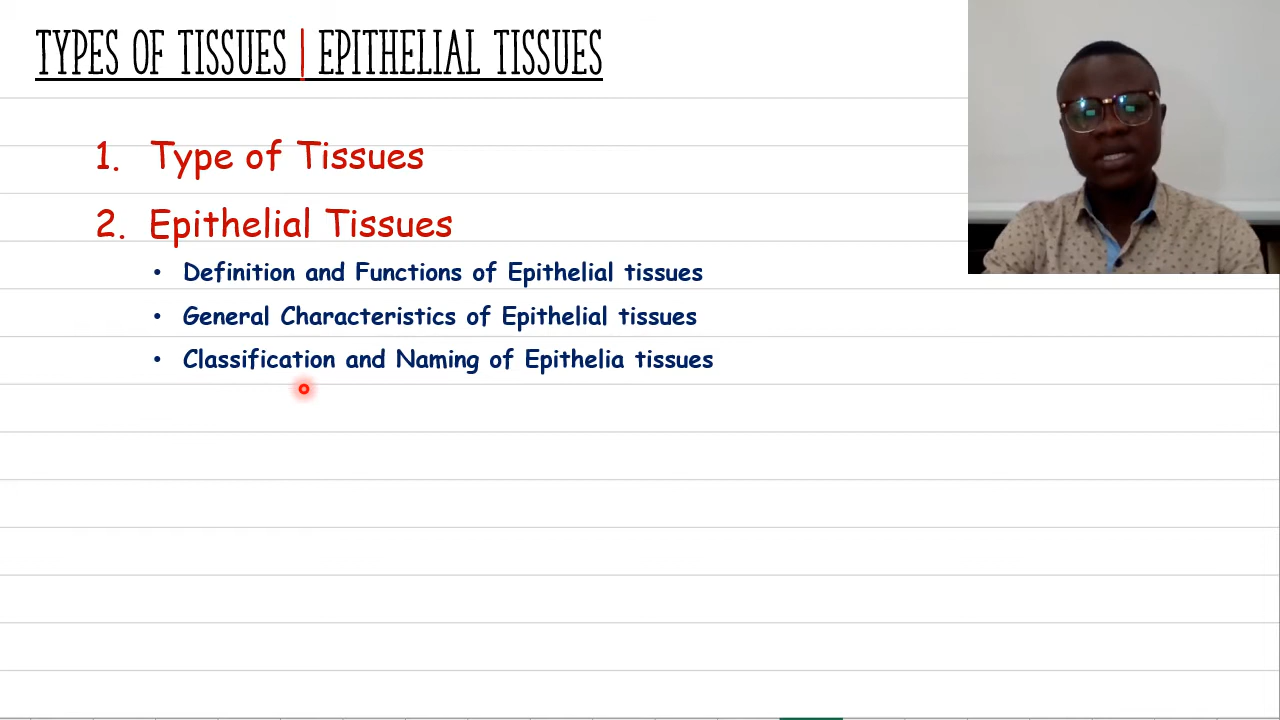 TYPES OF TISSUES | EPITHELIAL TISSUES
1. Type of Tissues
2. Epithelial Tissues
• Definition and Functions of Epithelial tissues
• General Characteristics of Epithelial tissues
• Classification and Naming of Epithelia tissues